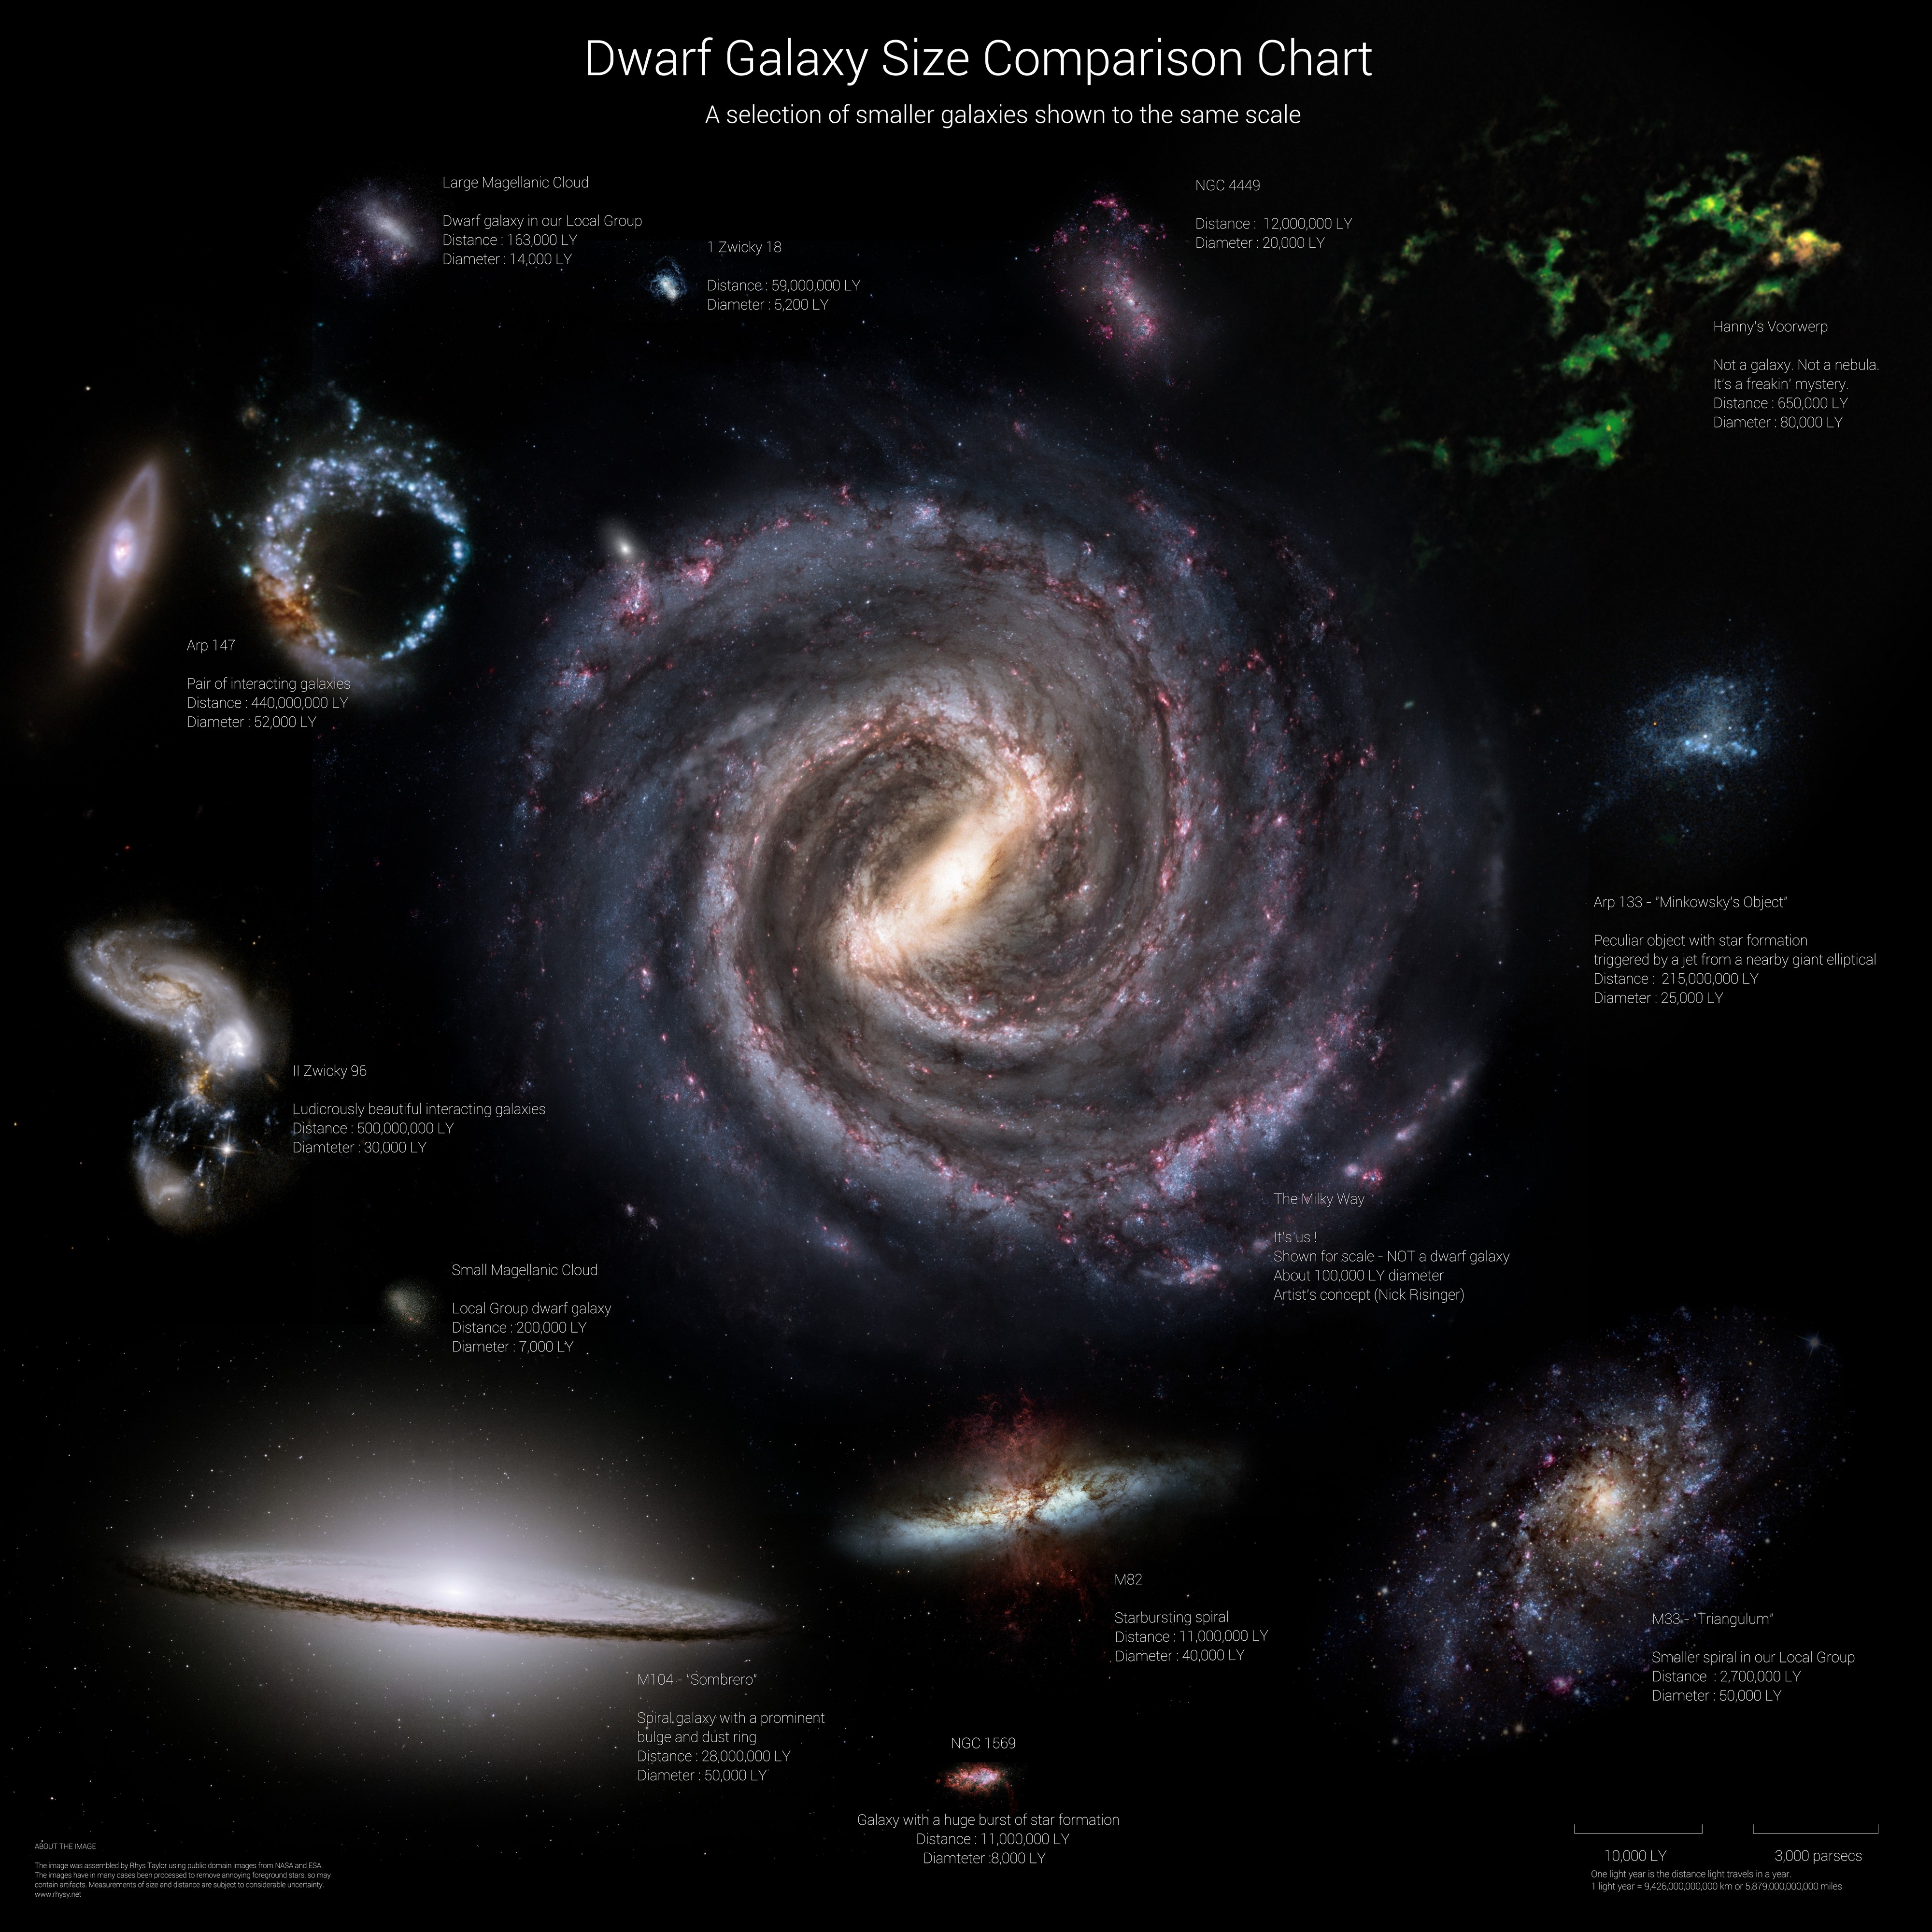 Dwarf Galaxy Size Comparison Chart
A selection of smaller galaxies shown to the same scale
Large Magellanic Cloud
Dwarf galaxy in our Local Group
Distance : 163,000 LY
Diameter : 14,000 LY
1 Zwicky 18
Distance : 59,000,000 LY
Diameter : 5,200 LY
NGC 4449
Distance : 12,000,000 LY
Diameter : 20,000 LY
Hanny's Voorwerp
Not a galaxy. Not a nebula.
It's a freakin' mystery.
Distance : 650,000 LY
Diameter : 80,000 LY
Arp 147
Pair of interacting galaxies
Distance : 440,000,000 LY
Diameter : 52,000 LY
Arp 133 - "Minkowsky's Object"
Peculiar object with star formation
triggered by a jet from a nearby giant elliptical
Distance : 215,000,000 LY
Diameter : 25,000 LY
II Zwicky 96
Ludicrously beautiful interacting galaxies
Distance : 500,000,000 LY
Diamteter : 30,000 LY
The Milky Way
It's us !
Shown for scale - NOT a dwarf galaxy
About 100,000 LY diameter
Artist's concept (Nick Risinger)
Small Magellanic Cloud
Local Group dwarf galaxy
Distance : 200,000 LY
Diameter : 7,000 LY
M82
Starbursting spiral
Distance : 11,000,000 LY
Diameter : 40,000 LY
M33 - "Triangulum"
Smaller spiral in our Local Group
Distance : 2,700,000 LY
Diameter : 50,000 LY
M104 - "Sombrero"
Spiral galaxy with a prominent
bulge and dust ring
Distance : 28,000,000 LY
Diameter : 50,000 LY
NGC 1569
Galaxy with a huge burst of star formation
Distance : 11,000,000 LY
Diamteter :8,000 LY
ABOUT THE IMAGE
The image was assembled by Rhys Taylor using public domain images from NASA and ESA.
The images have in many cases been processed to remove annoying foreground stars, so may
contain artifacts. Measurements of size and distance are subject to considerable uncertainty.
www.rhysy.net
10,000 LY
3,000 parsecs
One light year is the distance light travels in a year.
1 light year = 9,426,000,000,000 km or 5,879,000,000,000 miles